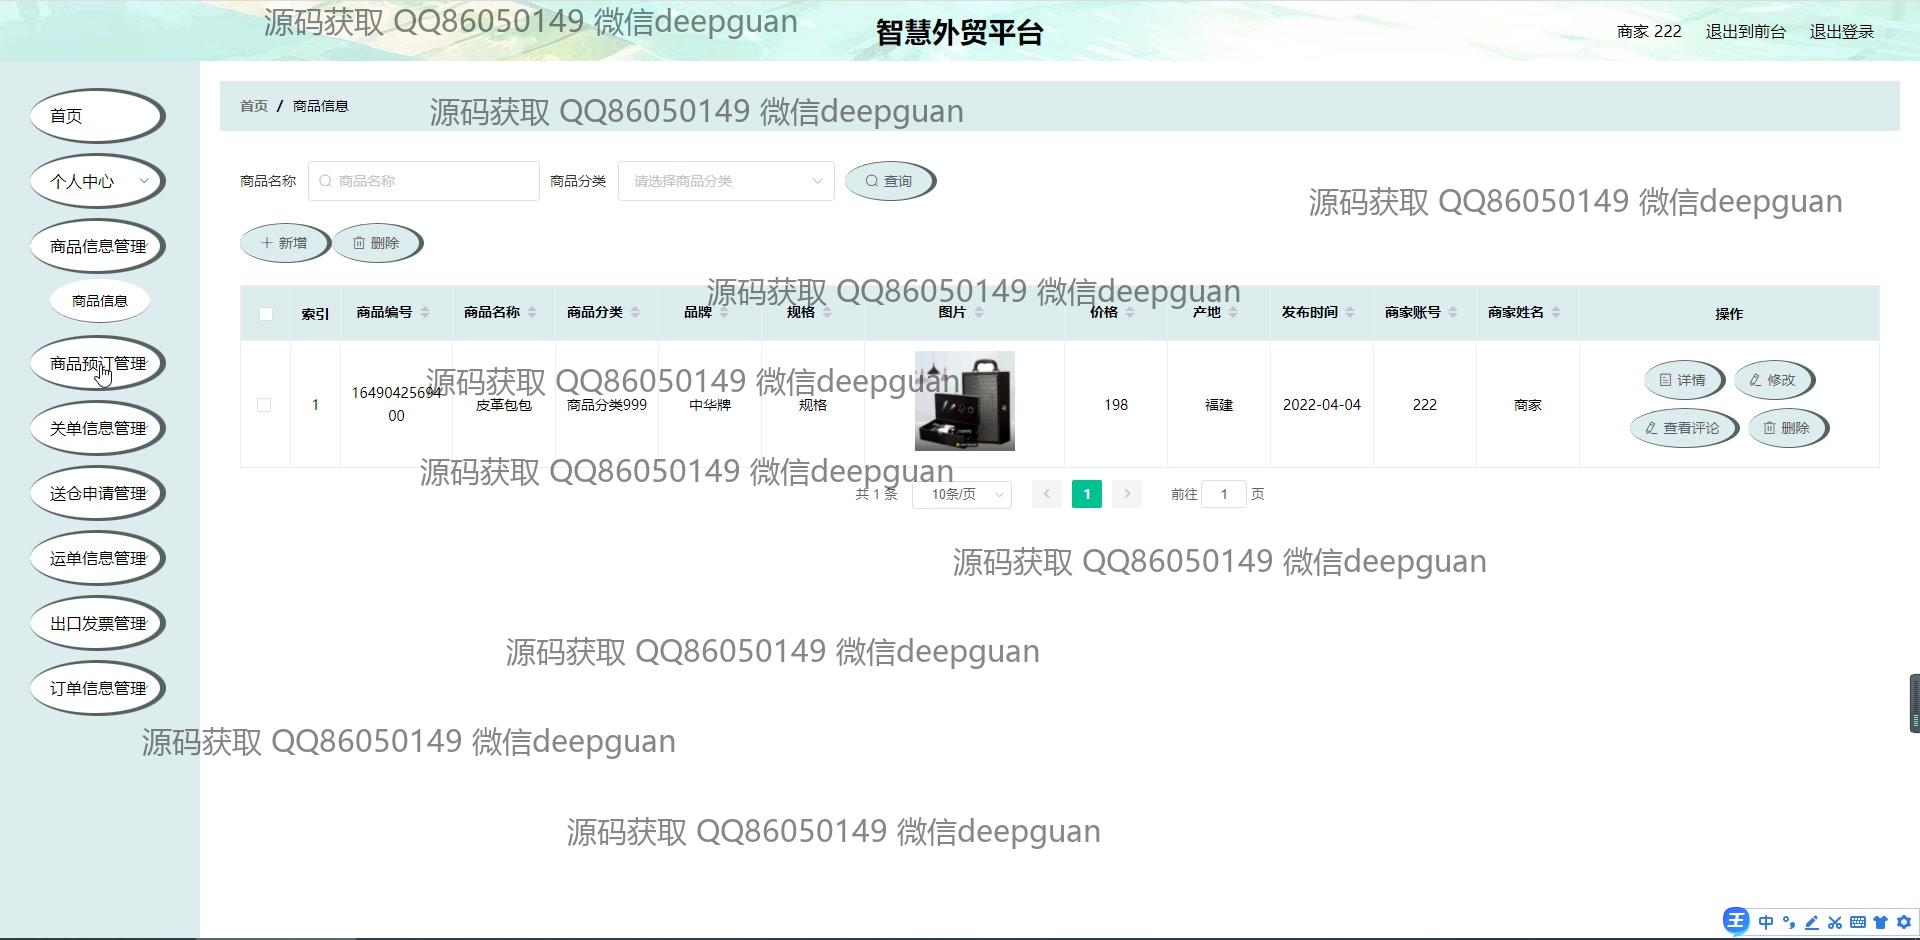 源码获取 QQ86050149 微信deepguan
智慧外贸平台
商家 222 退出到前台 退出登录
首页
个人中心
商品信息管理
商品信息
商品预订管理
关单信息管理
送仓申请管理
运单信息管理
出口发票管理
订单信息管理
首页 / 商品信息
源码获取 QQ86050149 微信deepguan
商品名称 商品名称 商品分类 请选择商品分类 查询
源码获取 QQ86050149 微信deepguan
新增 删除
源码获取 QQ86050149 微信deepguan
索引 商品编号 商品名称 商品分类 品牌 规格 图片 价格 产地 发布时间 商家账号 商家姓名 操作
源码获取 QQ86050149 微信deepguan
1 1649042569400 皮革包包 商品分类999 中华牌 规格 198 福建 2022-04-04 222 商家
详情 修改
查看评论 删除
源码获取 QQ86050149 微信deepguan
共 1 条 10条/页 1 前往 1 页
源码获取 QQ86050149 微信deepguan
源码获取 QQ86050149 微信deepguan
源码获取 QQ86050149 微信deepguan
源码获取 QQ86050149 微信deepguan
王 中